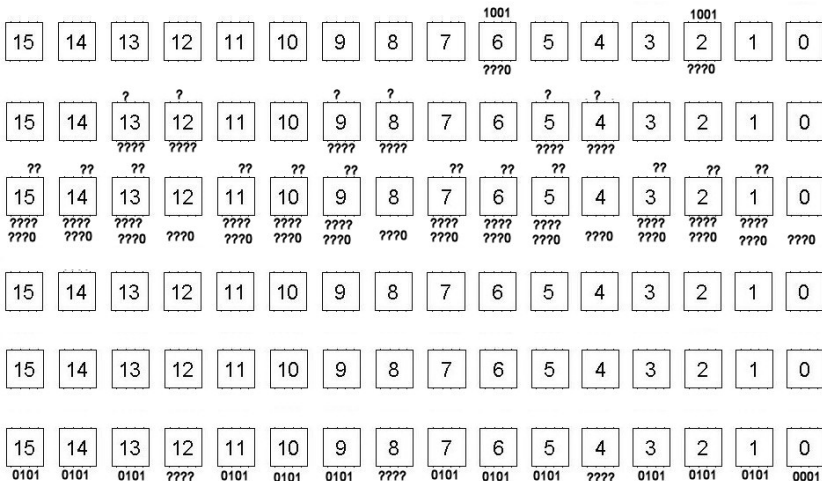 1001 1001
15 14 13 12 11 10 9 8 7 6 5 4 3 2 1 0
???0 ???0
? ? ? ? ? ?
15 14 13 12 11 10 9 8 7 6 5 4 3 2 1 0
???? ???? ???? ???? ???? ????
?? ?? ?? ?? ?? ?? ?? ?? ?? ?? ?? ??
15 14 13 12 11 10 9 8 7 6 5 4 3 2 1 0
???? ???? ???? ???? ???? ???? ???? ???? ???? ???? ???? ????
???0 ???0 ???0 ???0 ???0 ???0 ???0 ???0 ???0 ???0 ???0 ???0 ???0 ???0 ???0 ???0
15 14 13 12 11 10 9 8 7 6 5 4 3 2 1 0
15 14 13 12 11 10 9 8 7 6 5 4 3 2 1 0
15 14 13 12 11 10 9 8 7 6 5 4 3 2 1 0
0101 0101 0101 ???? 0101 0101 0101 ???? 0101 0101 0101 ???? 0101 0101 0101 0001